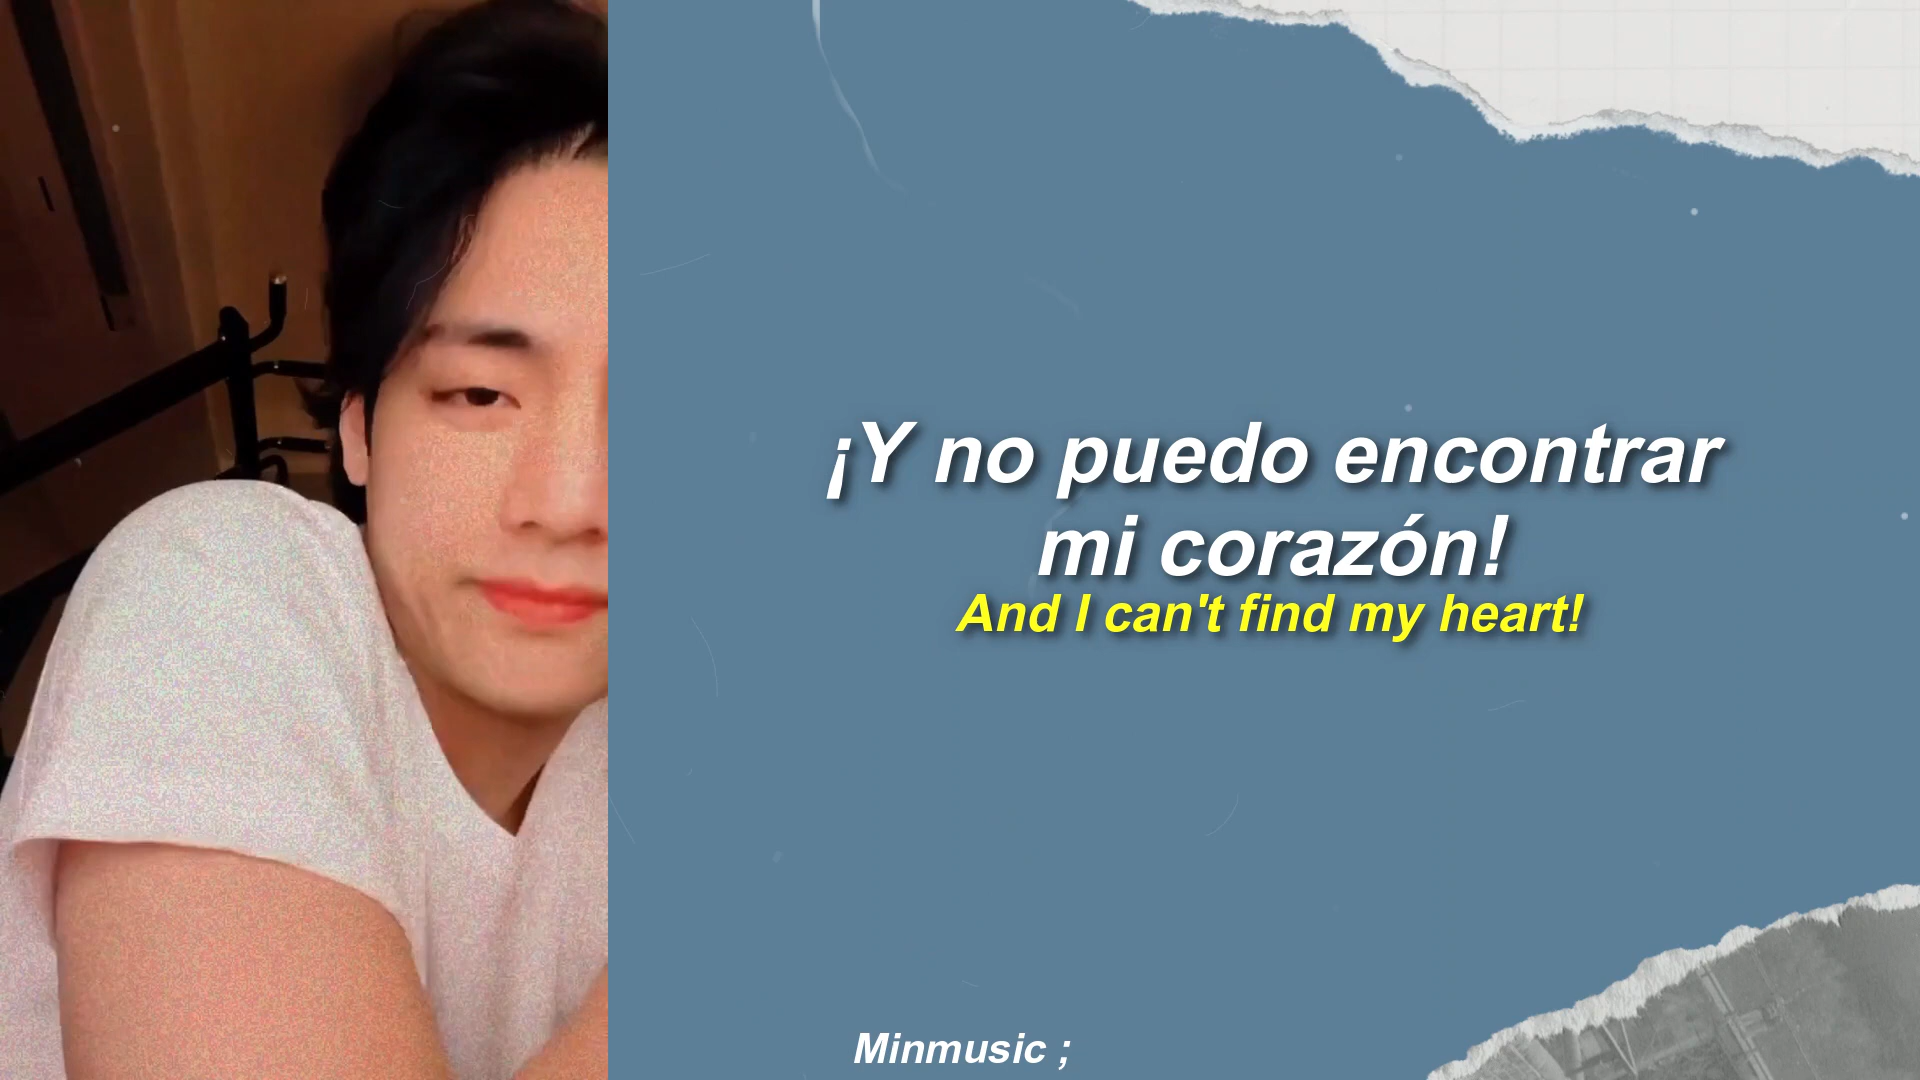 ¡Y no puedo encontrar
mi corazón!
And I can't find my heart!
Minmusic ;